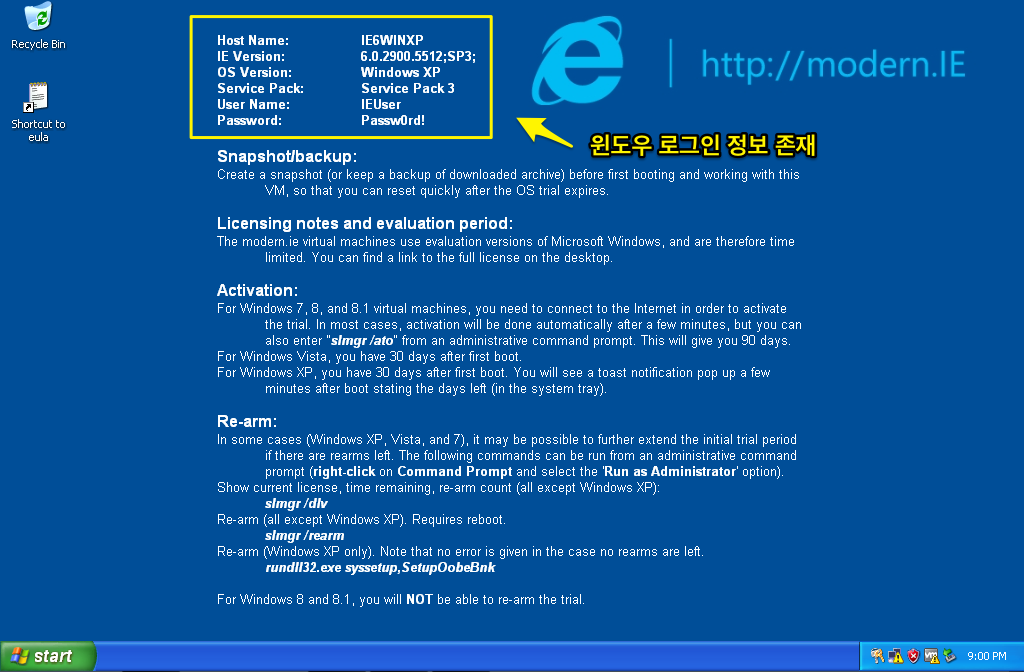 Recycle Bin
Shortcut to
eula
Host Name: IE6WINXP
IE Version: 6.0.2900.5512;SP3;
OS Version: Windows XP
Service Pack: Service Pack 3
User Name: IEUser
Password: Passw0rd!
http://modern.IE
윈도우 로그인 정보 존재
Snapshot/backup:
Create a snapshot (or keep a backup of downloaded archive) before first booting and working with this
VM, so that you can reset quickly after the OS trial expires.
Licensing notes and evaluation period:
The modern.ie virtual machines use evaluation versions of Microsoft Windows, and are therefore time
limited. You can find a link to the full license on the desktop.
Activation:
For Windows 7, 8, and 8.1 virtual machines, you need to connect to the Internet in order to activate
the trial. In most cases, activation will be done automatically after a few minutes, but you can
also enter "slmgr /ato" from an administrative command prompt. This will give you 90 days.
For Windows Vista, you have 30 days after first boot.
For Windows XP, you have 30 days after first boot. You will see a toast notification pop up a few
minutes after boot stating the days left (in the system tray).
Re-arm:
In some cases (Windows XP, Vista, and 7), it may be possible to further extend the initial trial period
if there are rearms left. The following commands can be run from an administrative command
prompt (right-click on Command Prompt and select the 'Run as Administrator' option).
Show current license, time remaining, re-arm count (all except Windows XP):
slmgr /dlv
Re-arm (all except Windows XP). Requires reboot.
slmgr /rearm
Re-arm (Windows XP only). Note that no error is given in the case no rearms are left.
rundll32.exe syssetup,SetupOobeBnk
For Windows 8 and 8.1, you will NOT be able to re-arm the trial.
start
9:00 PM